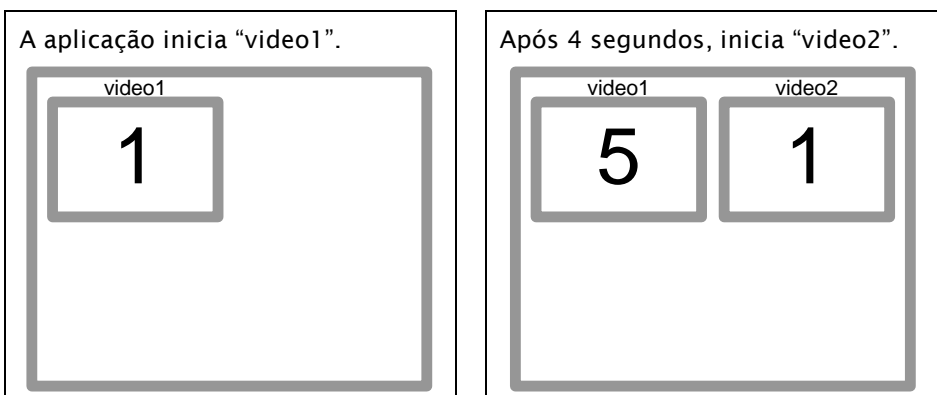 A aplicação inicia “video1”.
video1
1
Após 4 segundos, inicia “video2”.
video1 video2
5 1